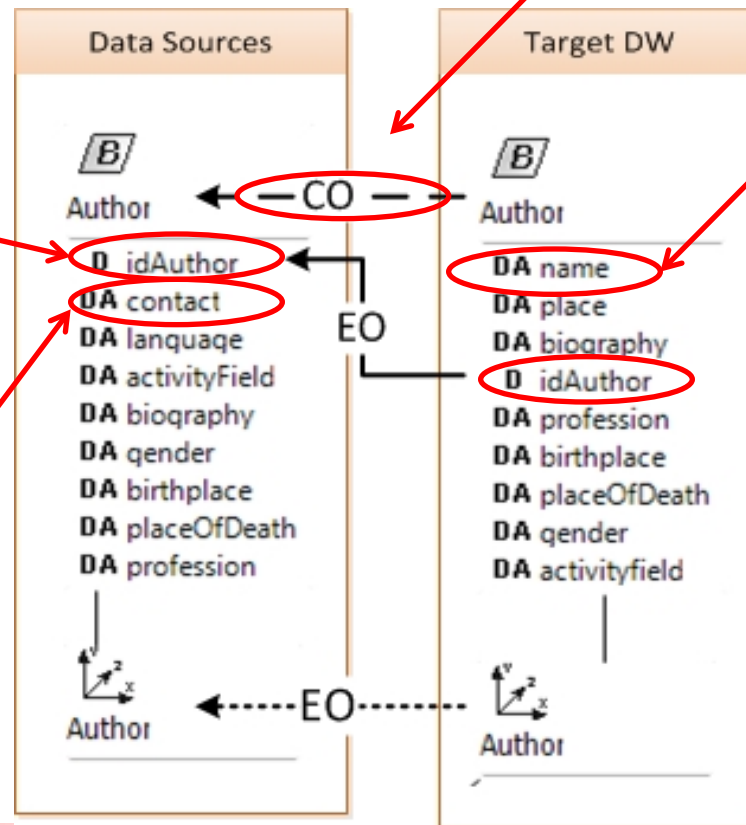 Data Sources
B
Author
D idAuthor
DA contact
DA language
DA activityField
DA biography
DA gender
DA birthplace
DA placeOfDeath
DA profession
Y
Z
X
Author
CO
EO
EO
Target DW
B
Author
DA name
DA place
DA biography
D idAuthor
DA profession
DA birthplace
DA placeOfDeath
DA gender
DA activityfield
Y
Z
X
Author